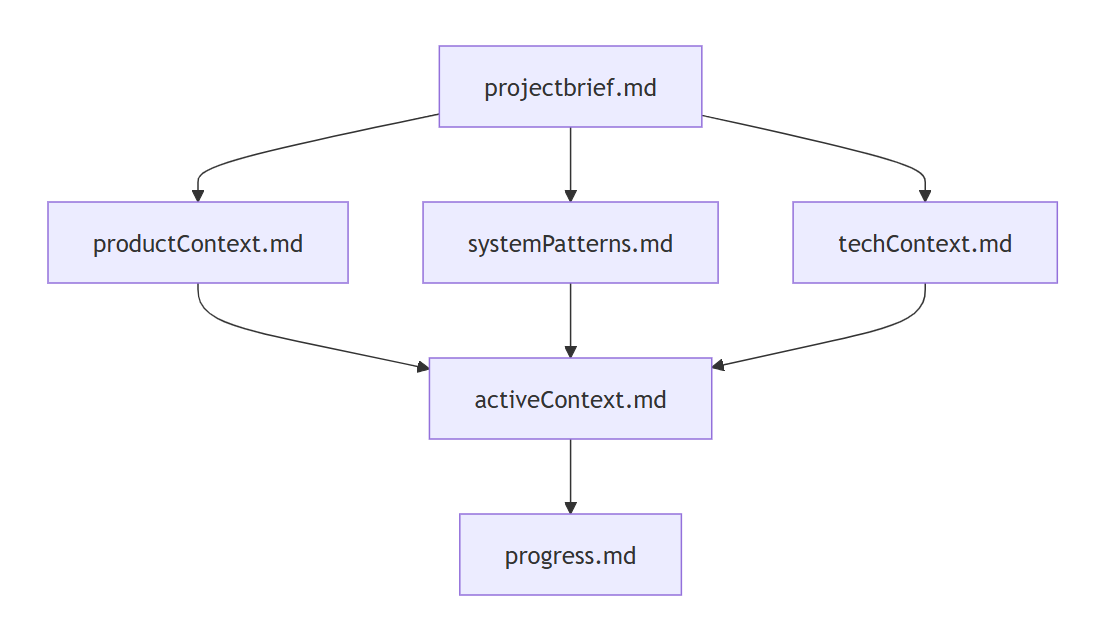 projectbrief.md
productContext.md
systemPatterns.md
techContext.md
activeContext.md
progress.md